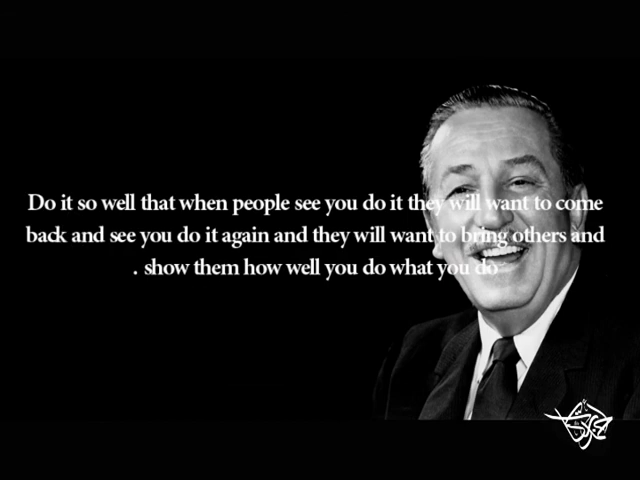 Do it so well that when people see you do it they will want to come
back and see you do it again and they will want to bring others and
. show them how well you do what you do